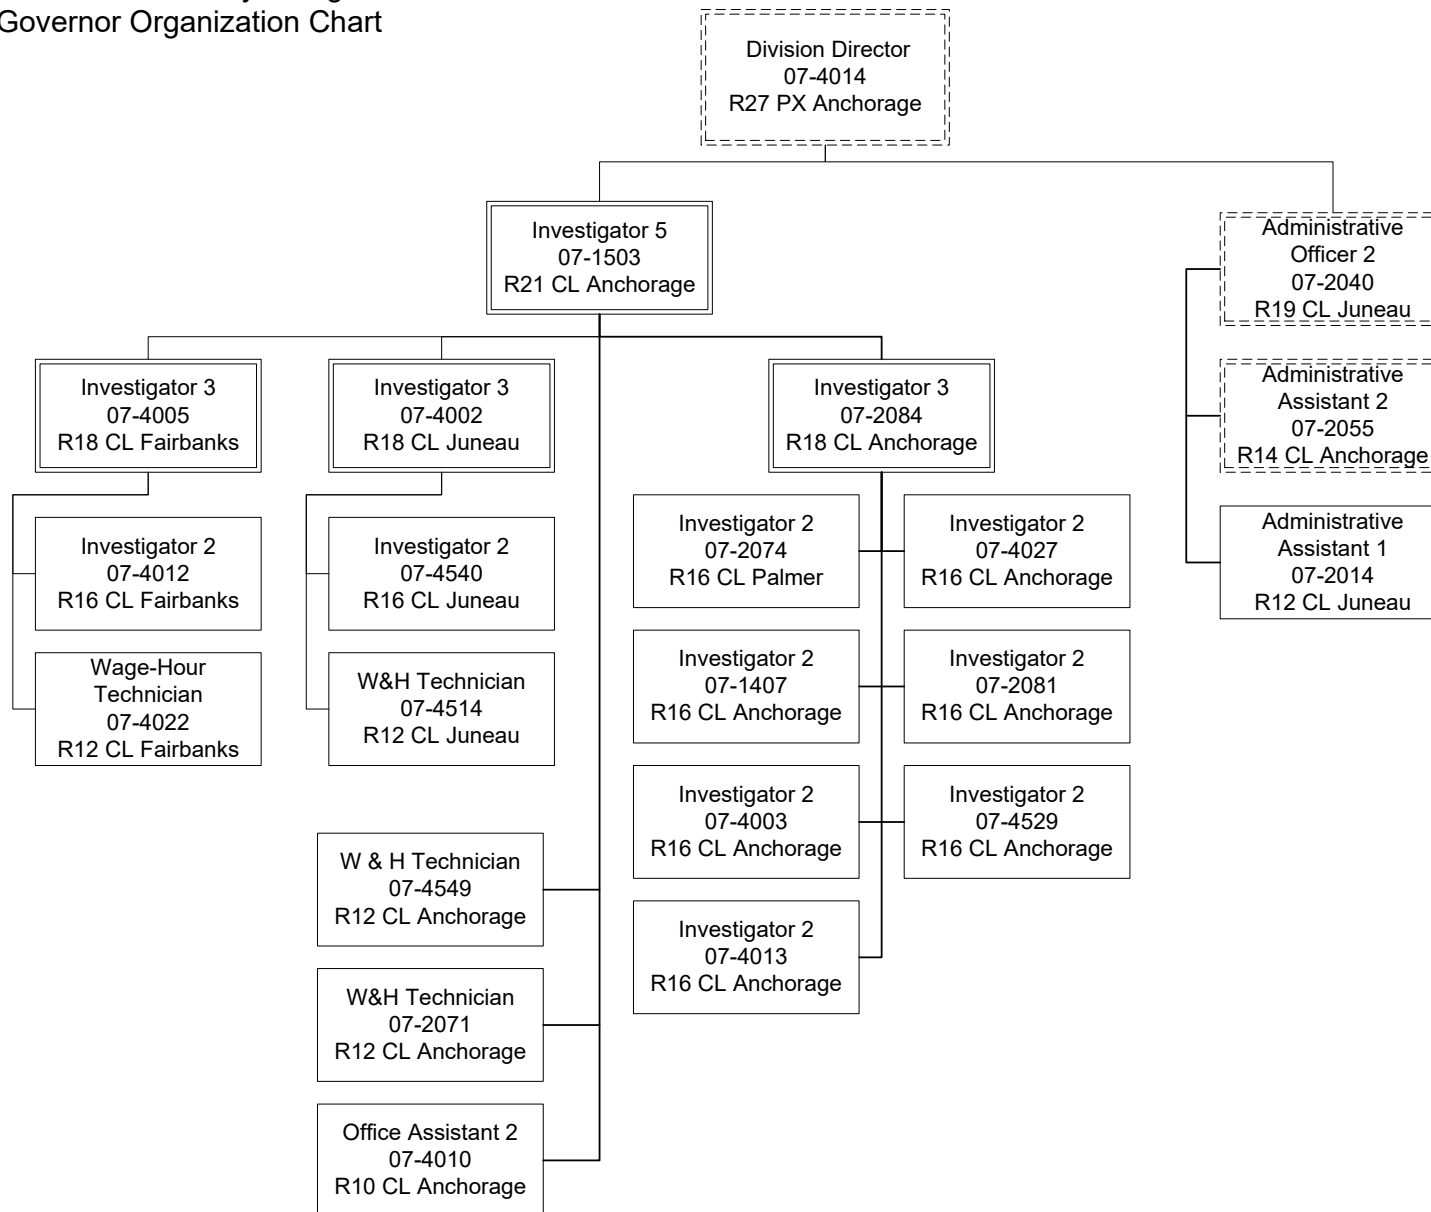 Governor Organization Chart
Division Director
07-4014
R27 PX Anchorage
Investigator 5
07-1503
R21 CL Anchorage
Administrative
Officer 2
07-2040
R19 CL Juneau
Investigator 3
07-4005
R18 CL Fairbanks
Investigator 3
07-4002
R18 CL Juneau
Investigator 3
07-2084
R18 CL Anchorage
Administrative
Assistant 2
07-2055
R14 CL Anchorage
Investigator 2
07-4012
R16 CL Fairbanks
Investigator 2
07-4540
R16 CL Juneau
Investigator 2
07-2074
R16 CL Palmer
Investigator 2
07-4027
R16 CL Anchorage
Administrative
Assistant 1
07-2014
R12 CL Juneau
Wage-Hour
Technician
07-4022
R12 CL Fairbanks
W&H Technician
07-4514
R12 CL Juneau
Investigator 2
07-1407
R16 CL Anchorage
Investigator 2
07-2081
R16 CL Anchorage
Investigator 2
07-4003
R16 CL Anchorage
Investigator 2
07-4529
R16 CL Anchorage
W & H Technician
07-4549
R12 CL Anchorage
Investigator 2
07-4013
R16 CL Anchorage
W&H Technician
07-2071
R12 CL Anchorage
Office Assistant 2
07-4010
R10 CL Anchorage